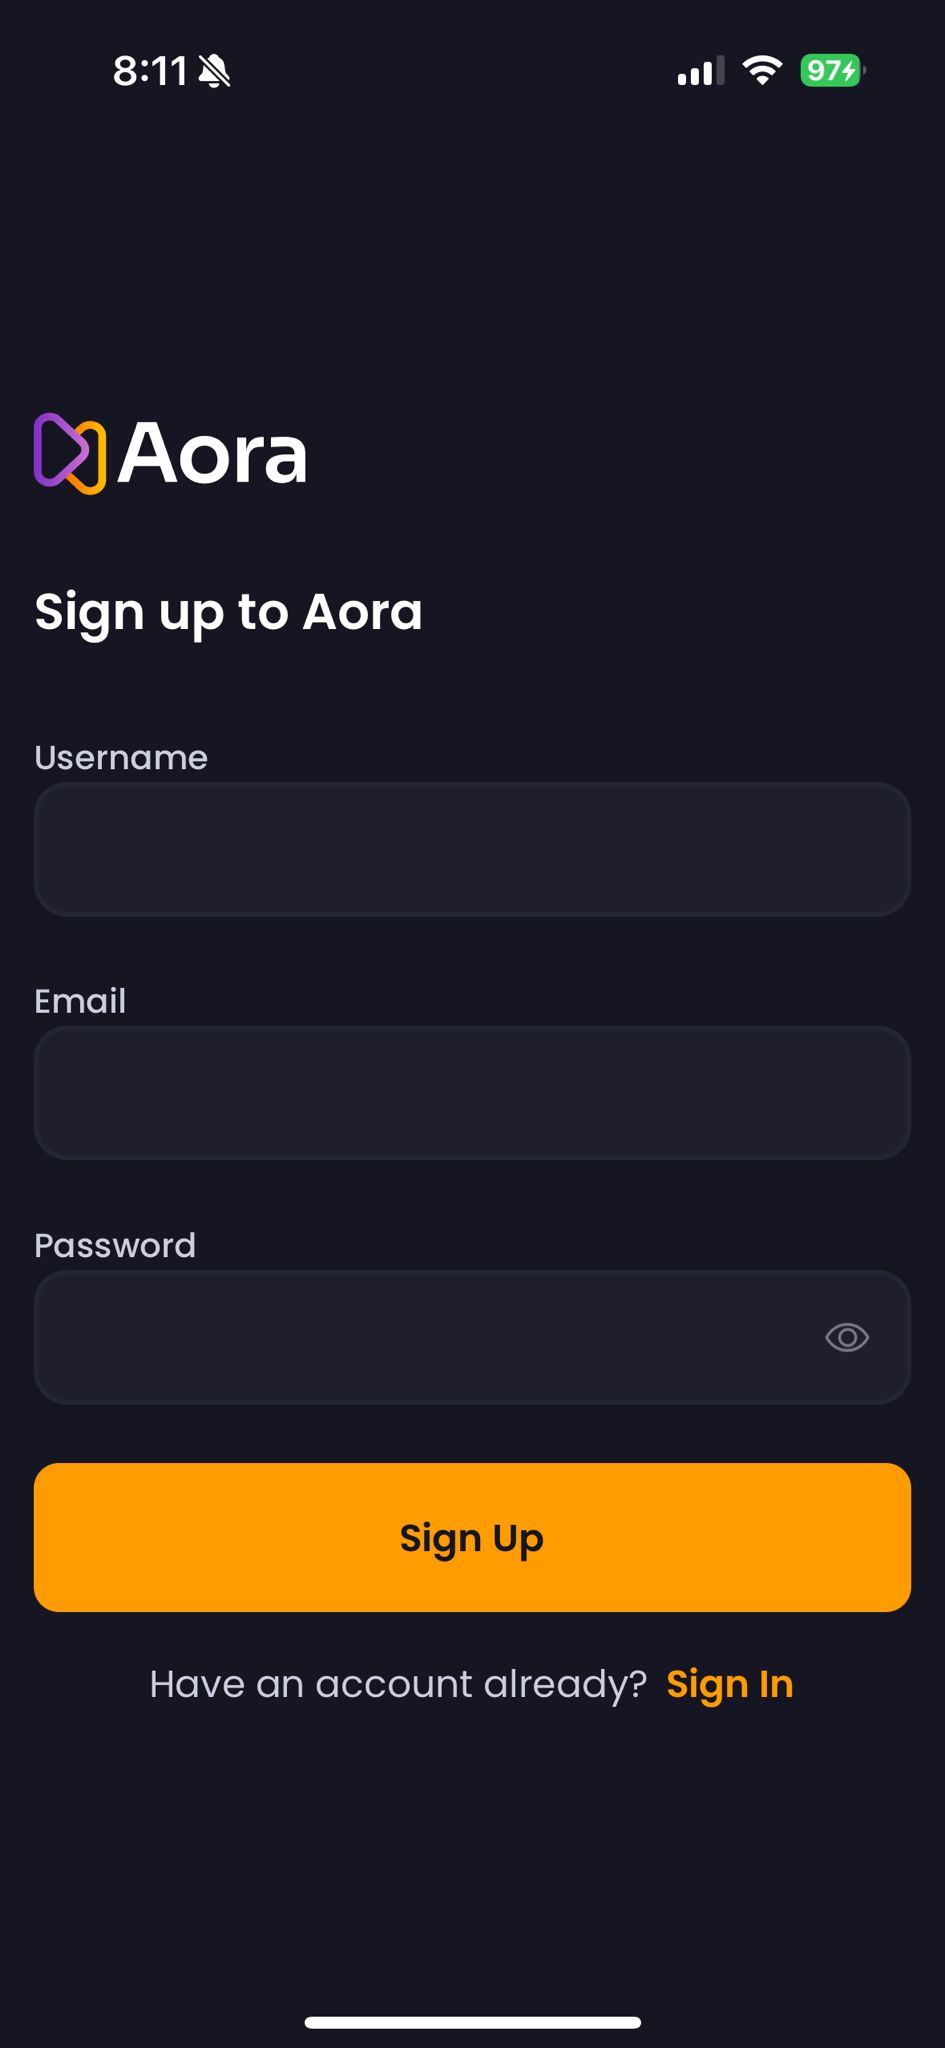 8:11
97
Aora
Sign up to Aora
Username
Email
Password
Sign Up
Have an account already? Sign In